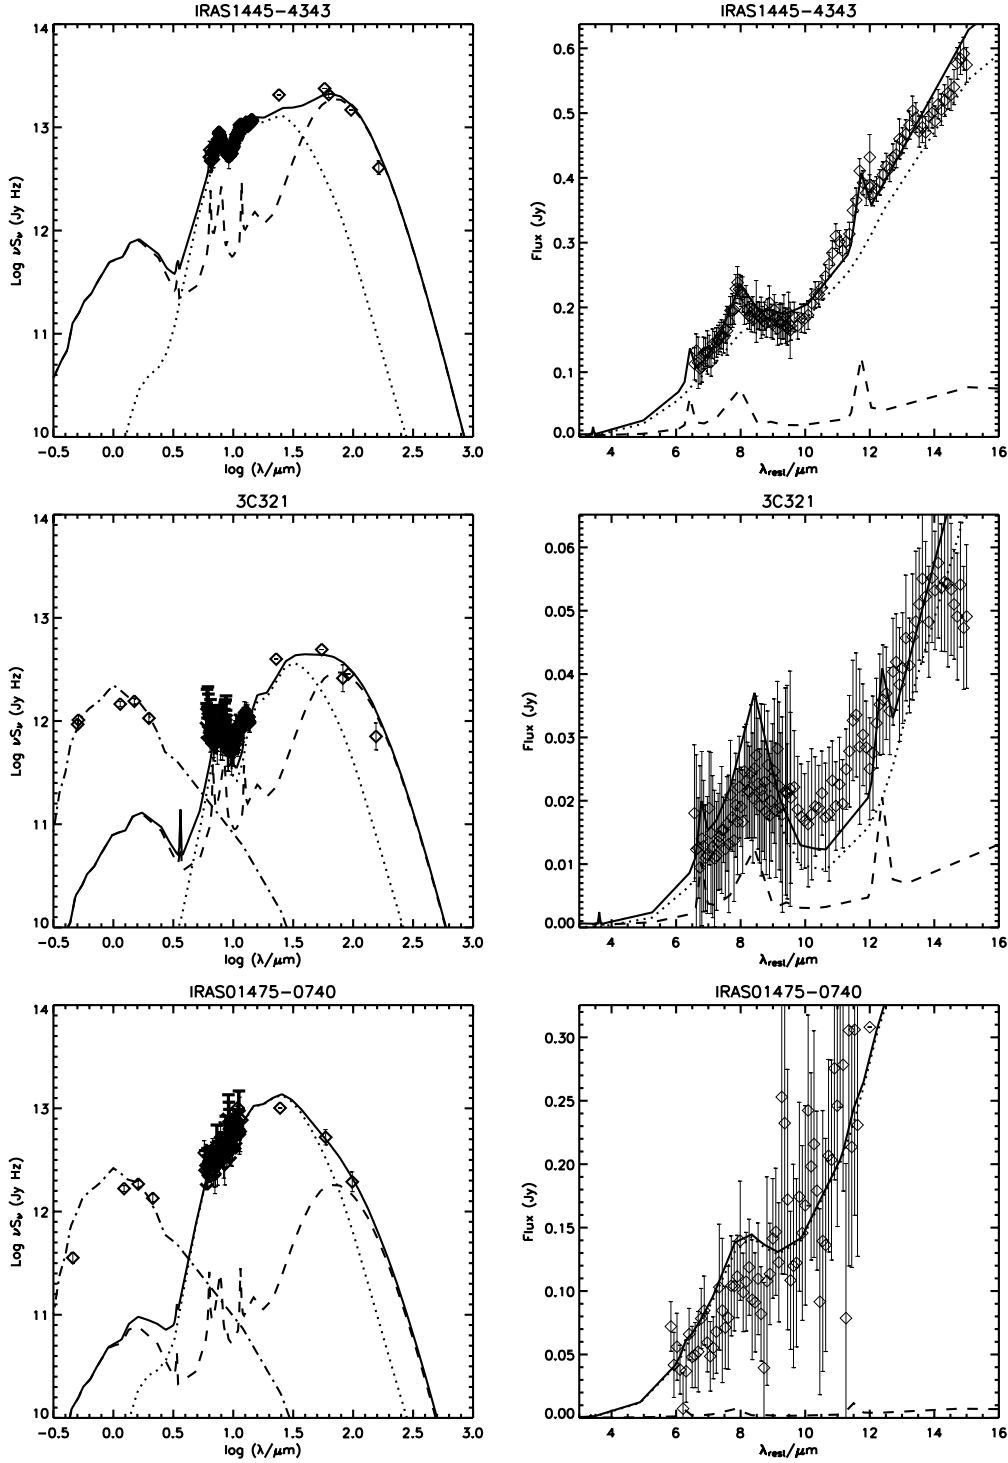 IRAS1445−4343
IRAS1445−4343
14
13
12
11
10
Log νSν (Jy Hz)
−0.5 0.0 0.5 1.0 1.5 2.0 2.5 3.0
log (λ/μm)
0.6
0.5
0.4
0.3
0.2
0.1
0.0
Flux (Jy)
4 6 8 10 12 14 16
λrest/μm
3C321
3C321
14
13
12
11
10
Log νSν (Jy Hz)
−0.5 0.0 0.5 1.0 1.5 2.0 2.5 3.0
log (λ/μm)
0.06
0.05
0.04
0.03
0.02
0.01
0.00
Flux (Jy)
4 6 8 10 12 14 16
λrest/μm
IRAS01475−0740
IRAS01475−0740
14
13
12
11
10
Log νSν (Jy Hz)
−0.5 0.0 0.5 1.0 1.5 2.0 2.5 3.0
log (λ/μm)
0.30
0.25
0.20
0.15
0.10
0.05
0.00
Flux (Jy)
4 6 8 10 12 14 16
λrest/μm